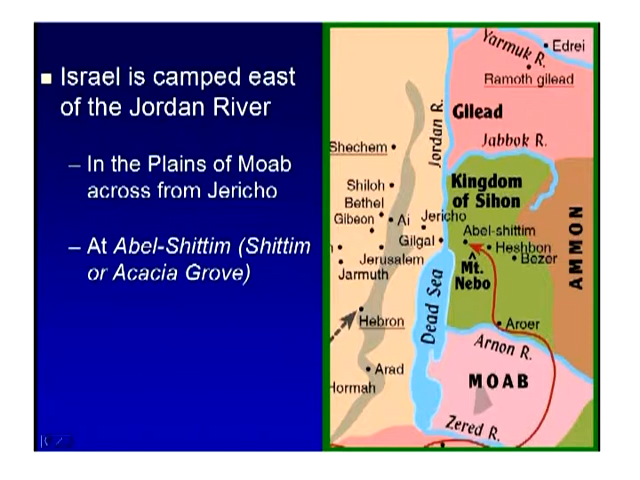 Israel is camped east
of the Jordan River
– In the Plains of Moab
across from Jericho
– At Abel-Shittim (Shittim
or Acacia Grove)
Yarmuk R.
Edrei
Ramoth gilead
Jordan R.
Gilead
Jabbok R.
Shechem
Shiloh
Kingdom
of Sihon
Bethel
Gibeon
Ai
Jericho
Abel-shittim
Gilgal
Heshbon
Jerusalem
Bezer
Jarmuth
Mt.
Nebo
AMMON
Dead Sea
Hebron
Aroer
Arnon R.
Arad
MOAB
Hormah
Zered R.